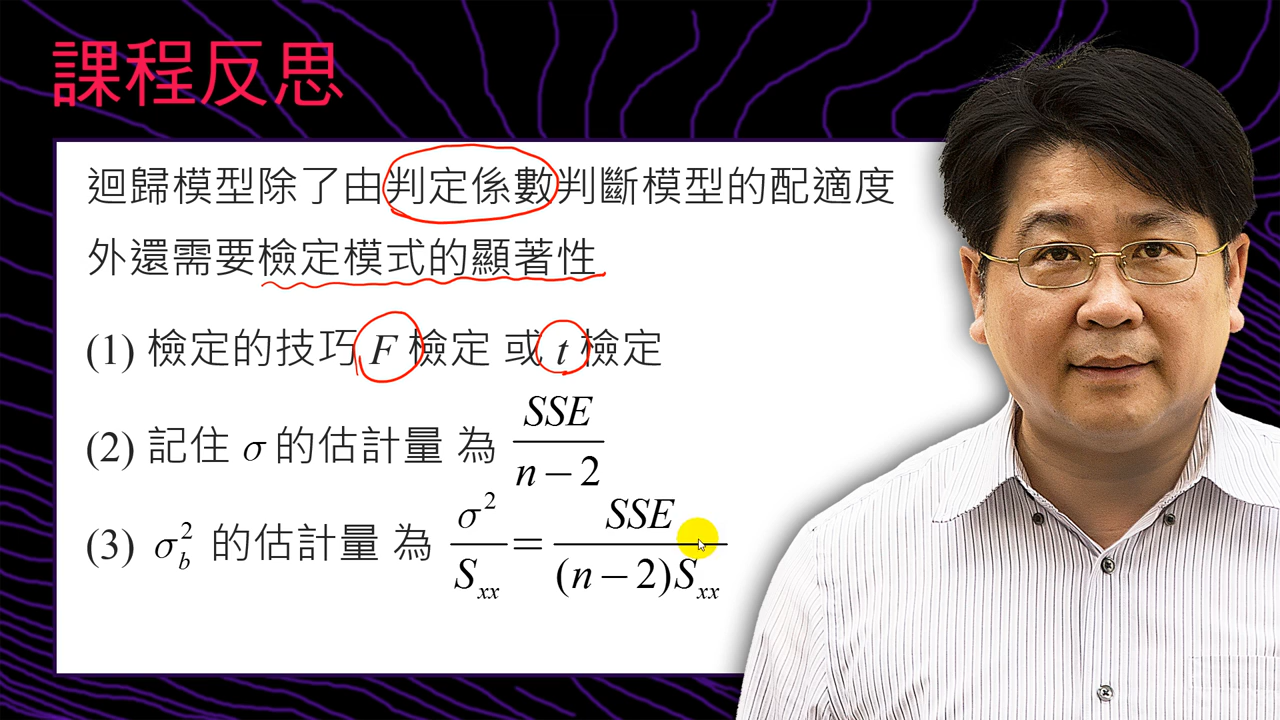 課程反思
迴歸模型除了由判定係數判斷模型的配適度
外還需要檢定模式的顯著性
(1) 檢定的技巧 F 檢定 或 t 檢定
(2) 記住 σ 的估計量 為 SSE / n − 2
(3) σ_b^2 的估計量 為 σ^2 / S_xx = SSE / (n − 2)S_xx